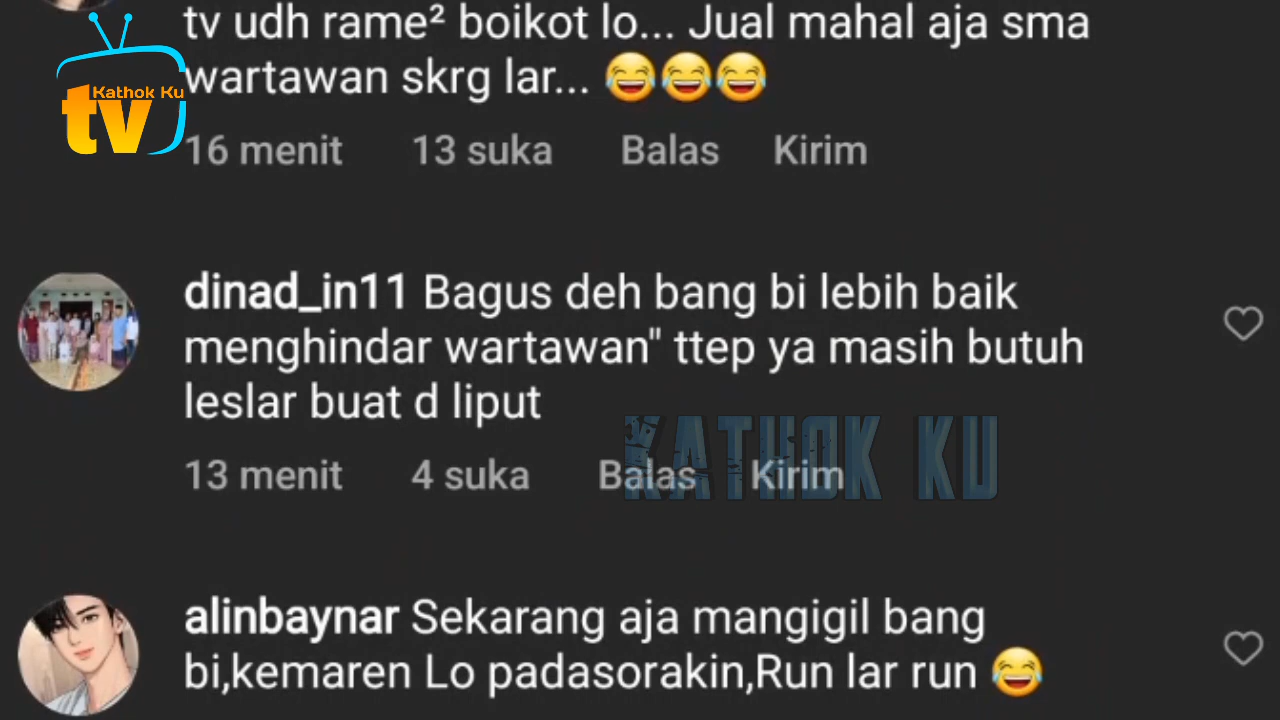 tv udh rame² boikot lo... Jual mahal aja sma
wartawan skrg lar... 😂😂😂
Kathok Ku
tv
16 menit 13 suka Balas Kirim
dinad_in11 Bagus deh bang bi lebih baik
menghindar wartawan" ttep ya masih butuh
leslar buat d liput
KATHOK KU
13 menit 4 suka Balas Kirim
alinbaynar Sekarang aja mangigil bang
bi,kemaren Lo padasorakin,Run lar run 😂